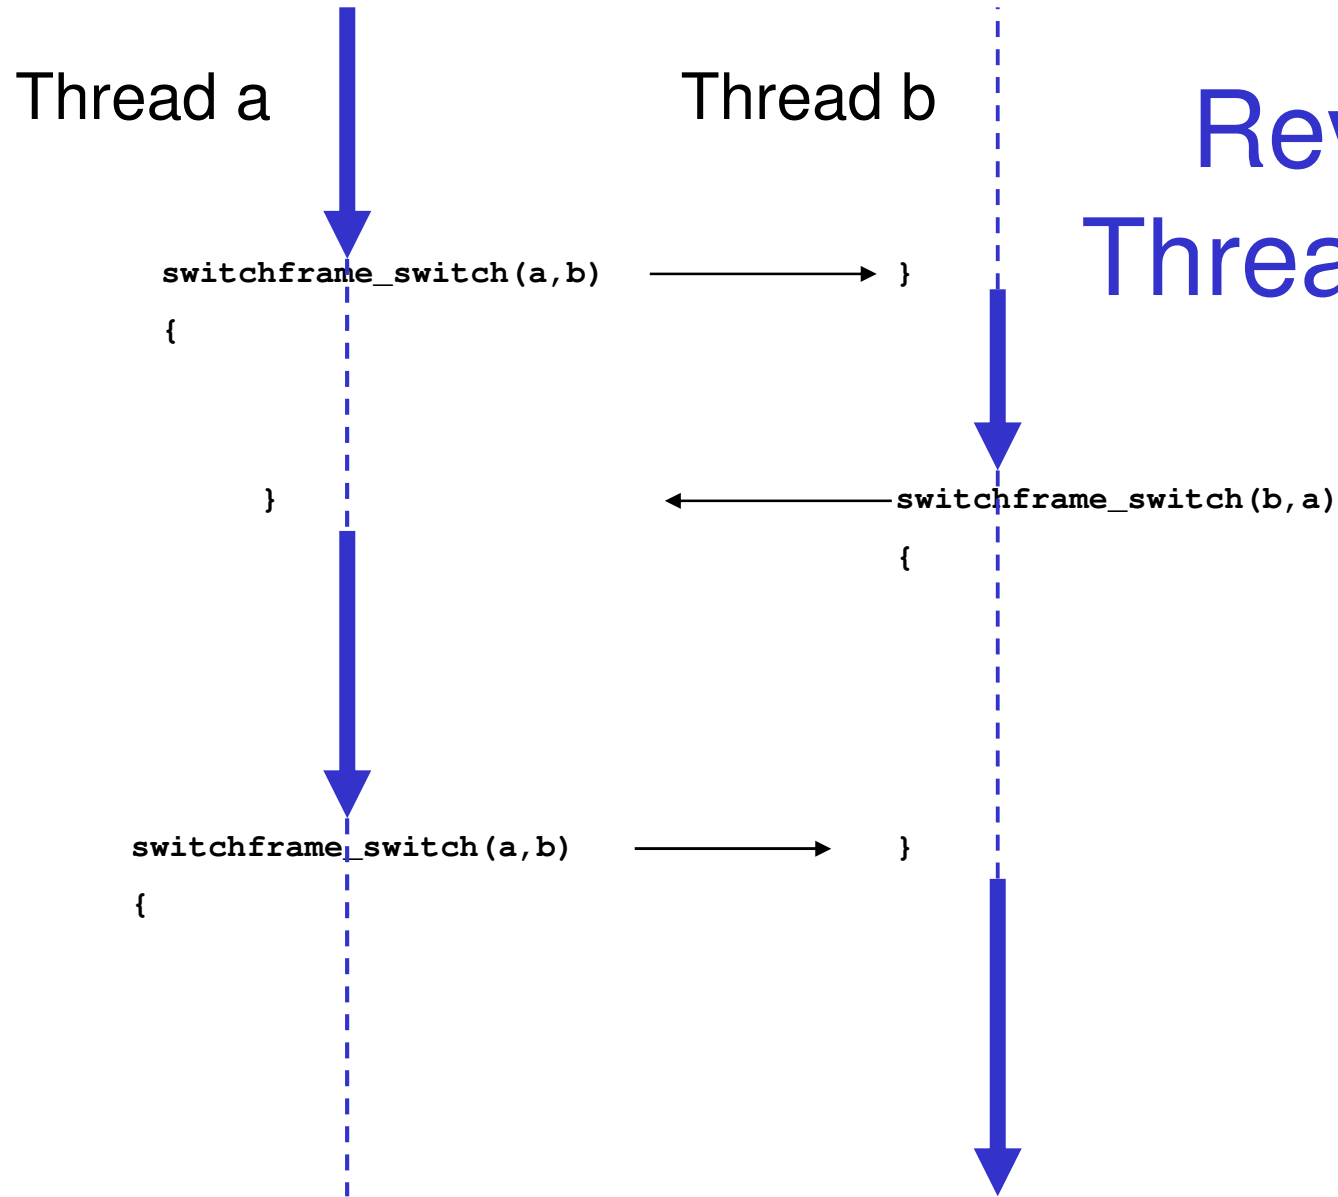 Thread a
Thread b
switchframe_switch(a,b)
}
{
}
switchframe_switch(b,a)
{
switchframe_switch(a,b)
}
{